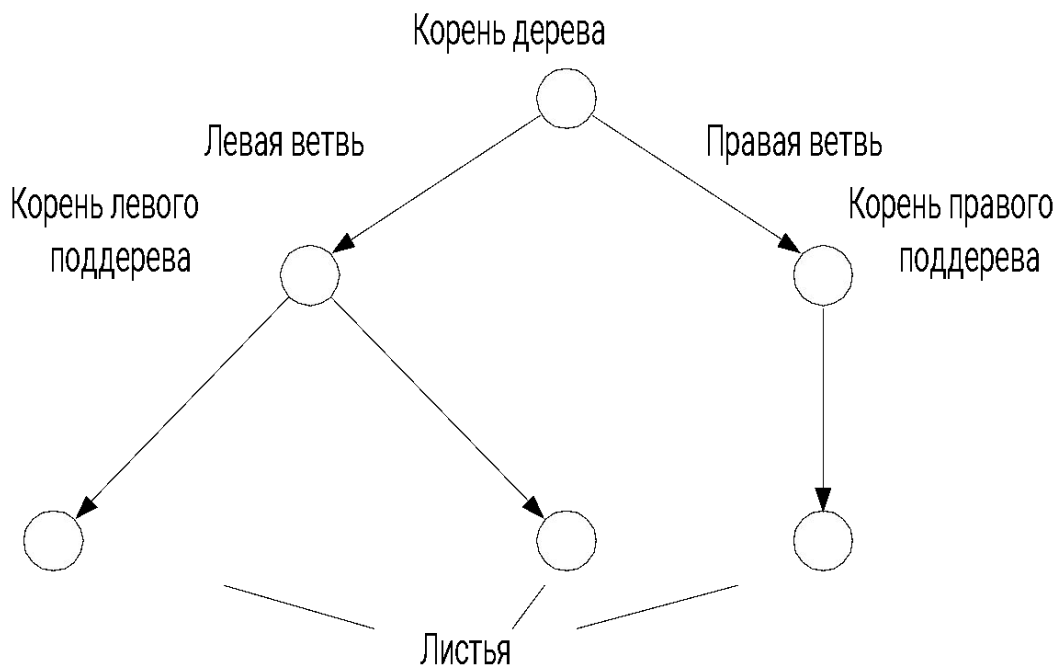 Корень дерева
Левая ветвь
Правая ветвь
Корень левого
поддерева
Корень правого
поддерева
Листья